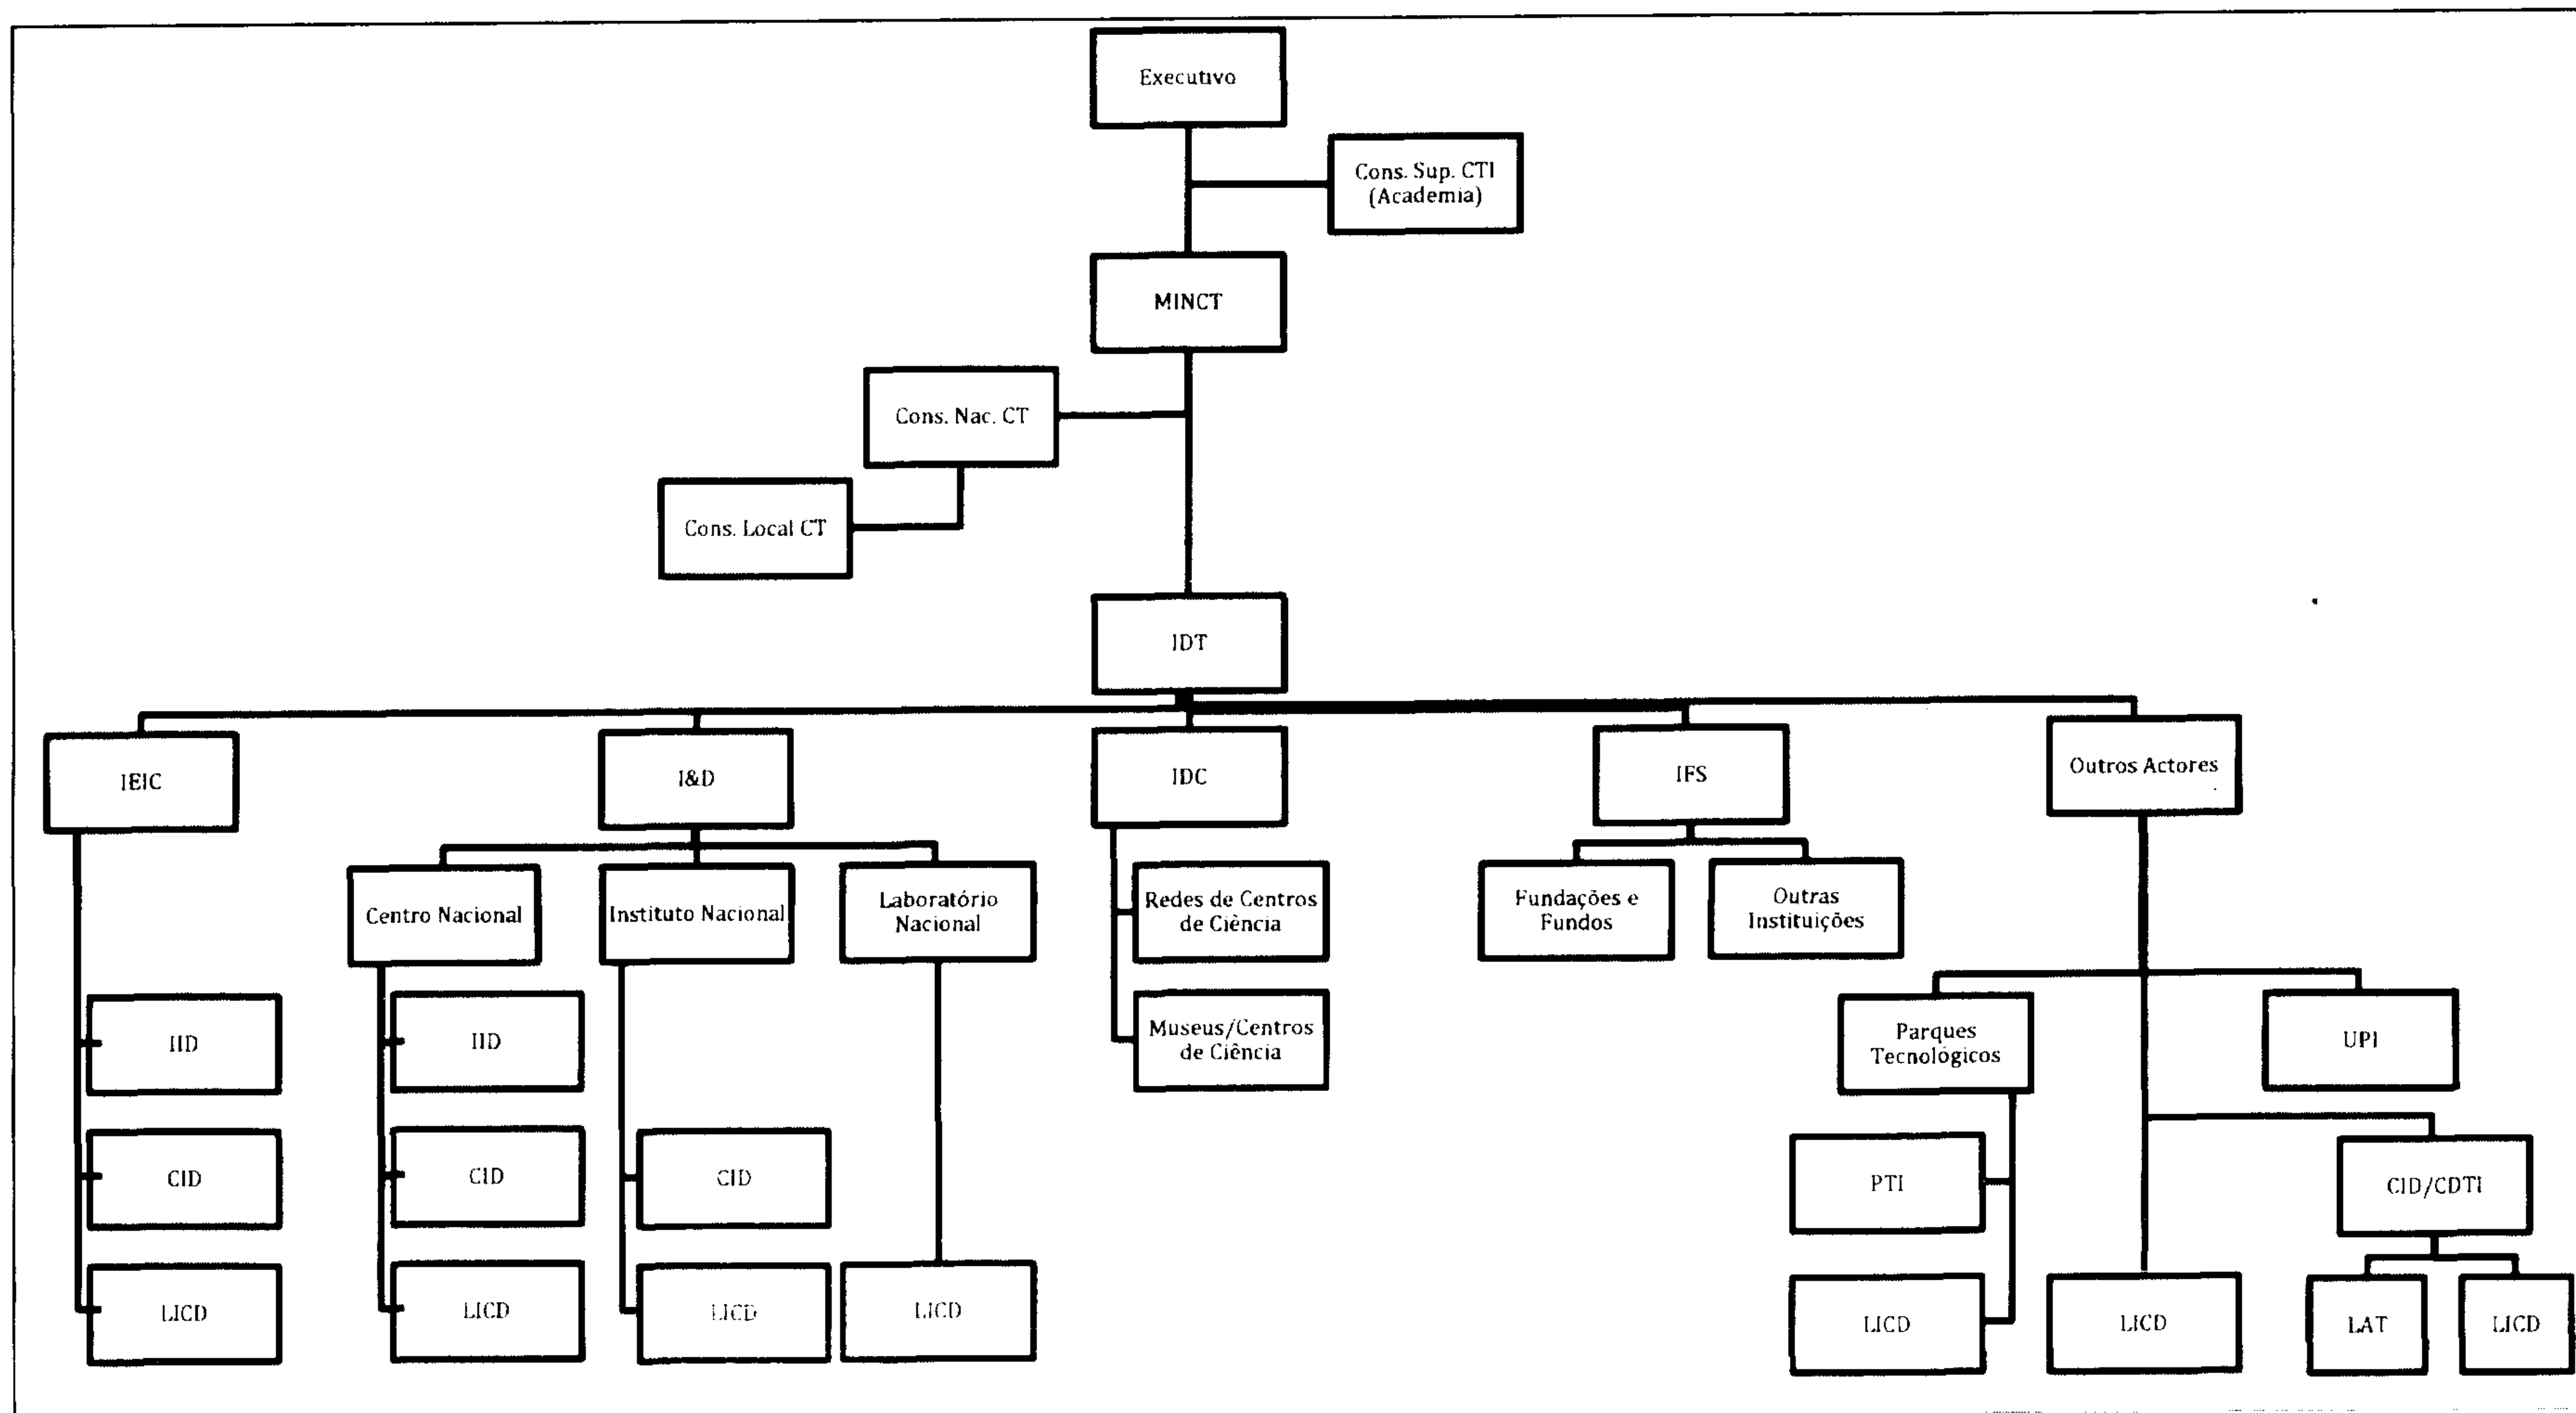 Executivo
Cons. Sup. CTI
(Academia)
MINCT
Cons. Nac. CT
Cons. Local CT
IDT
IEIC
I&D
IDC
IFS
Outros Actores
Centro Nacional
Instituto Nacional
Laboratório
Nacional
Redes de Centros
de Ciência
Fundações e
Fundos
Outras
Instituições
IID
IID
Museus/Centros
de Ciência
Parques
Tecnológicos
UPI
CID
CID
CID
PTI
CID/CDTI
LICD
LICD
LICD
LICD
LICD
LICD
LAT
LICD